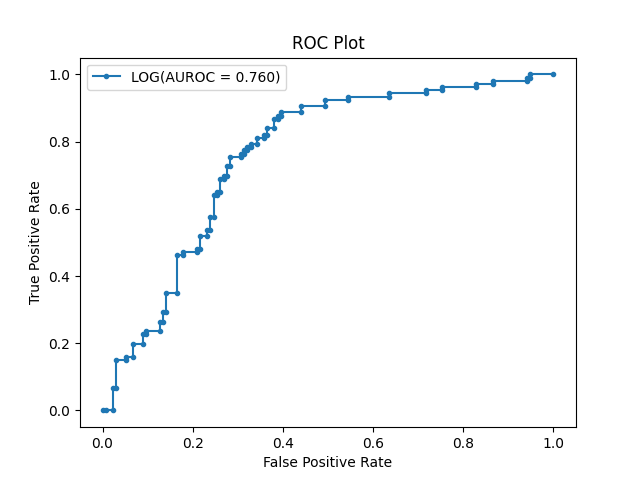 ROC Plot
LOG(AUROC = 0.760)
1.0
0.8
0.6
0.4
0.2
0.0
True Positive Rate
0.0 0.2 0.4 0.6 0.8 1.0
False Positive Rate